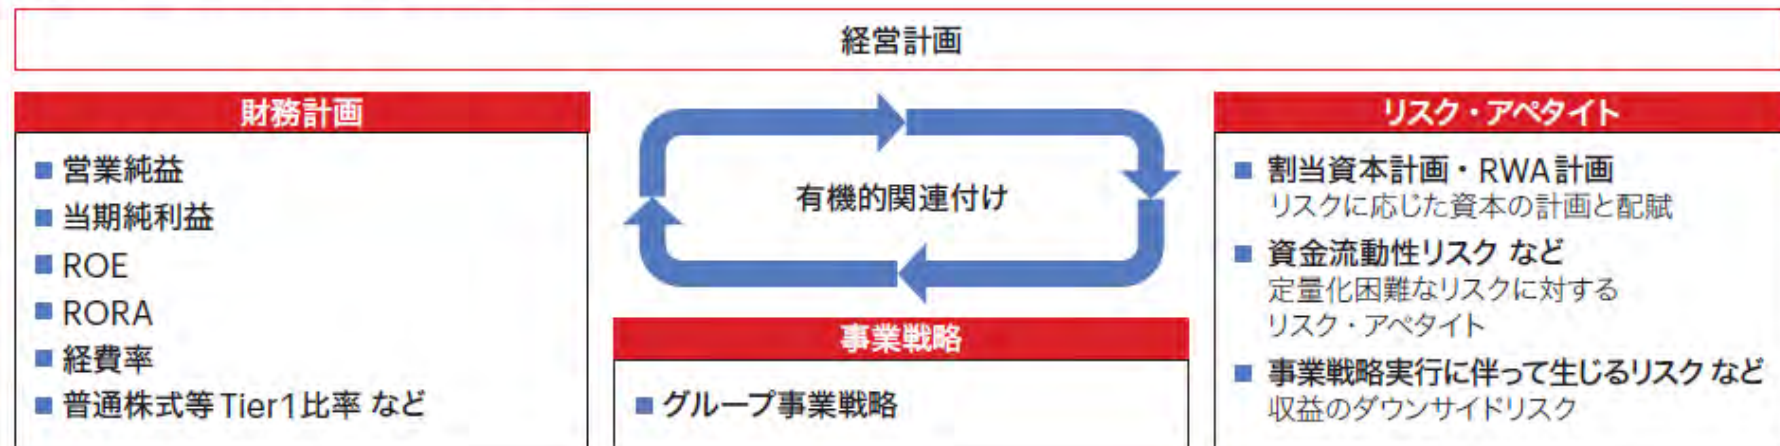 経営計画
財務計画
■ 営業純益
■ 当期純利益
■ ROE
■ RORA
■ 経費率
■ 普通株式等Tier1比率 など
有機的関連付け
事業戦略
■ グループ事業戦略
リスク・アペタイト
■ 割当資本計画・RWA計画
リスクに応じた資本の計画と配賦
■ 資金流動性リスク など
定量化困難なリスクに対する
リスク・アペタイト
■ 事業戦略実行に伴って生じるリスク など
収益のダウンサイドリスク